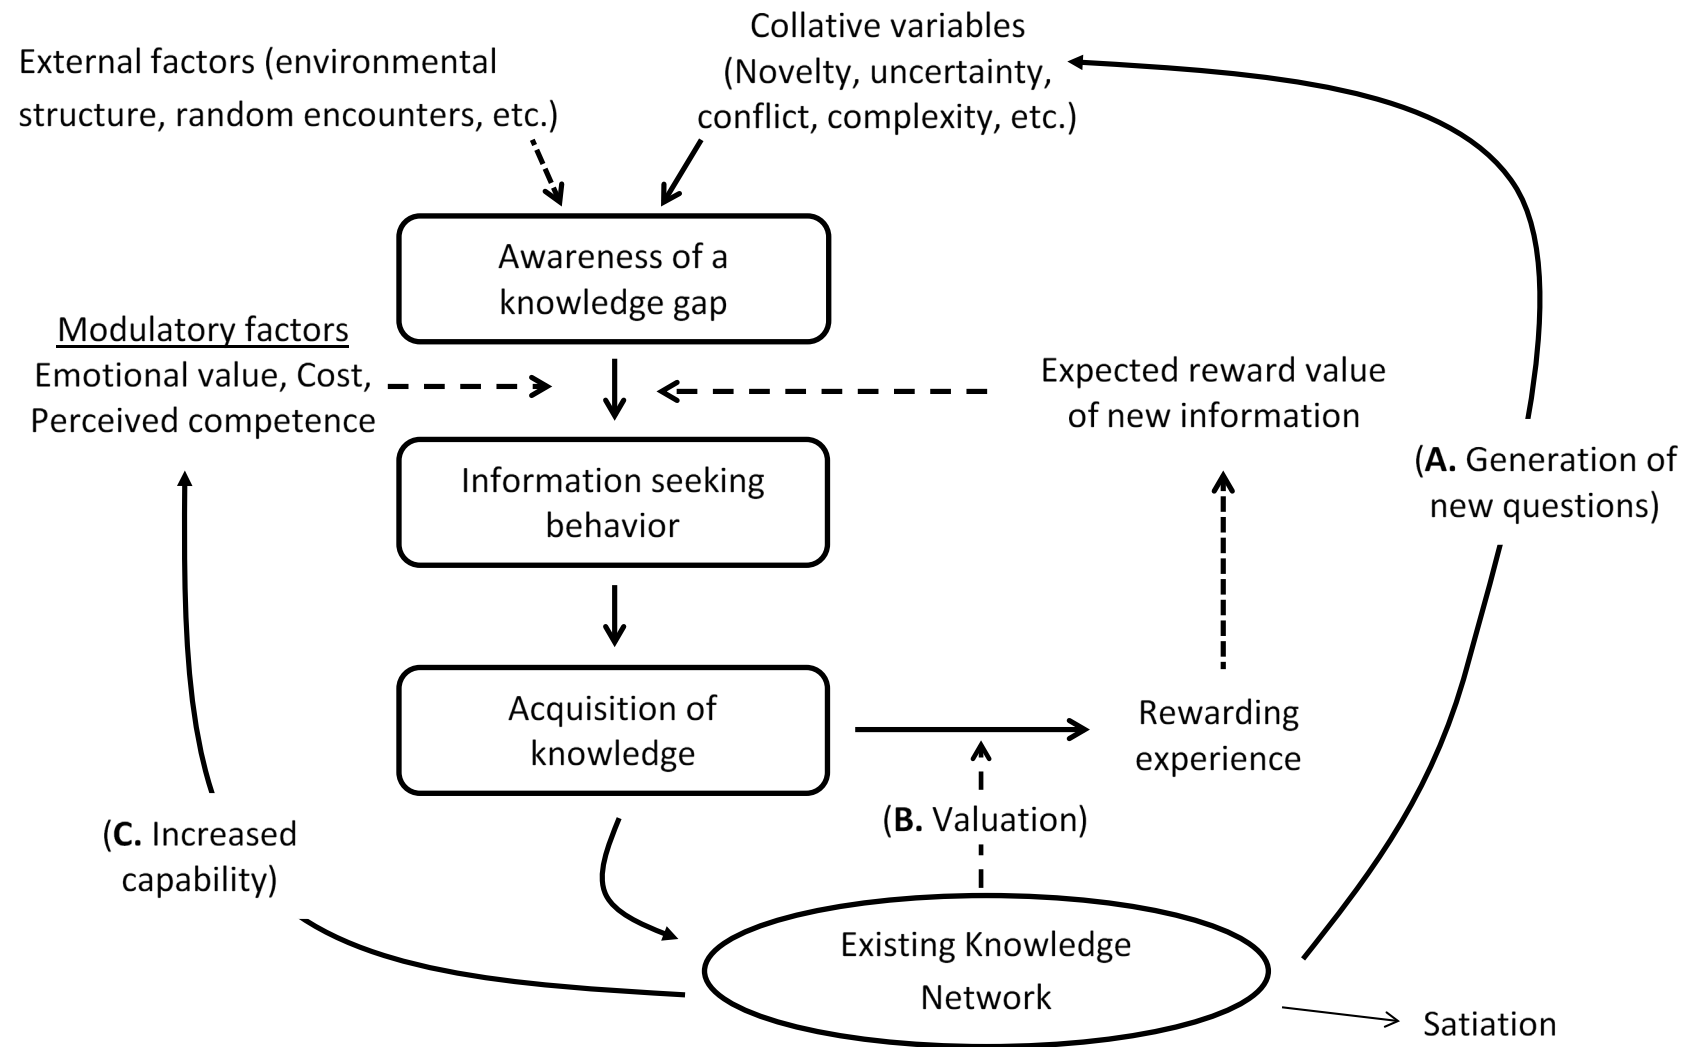 External factors (environmental
structure, random encounters, etc.)
Collative variables
(Novelty, uncertainty,
conflict, complexity, etc.)
Awareness of a
knowledge gap
Modulatory factors
Emotional value, Cost,
Perceived competence
Expected reward value
of new information
(A. Generation of
new questions)
Information seeking
behavior
Acquisition of
knowledge
Rewarding
experience
(B. Valuation)
(C. Increased
capability)
Existing Knowledge
Network
Satiation